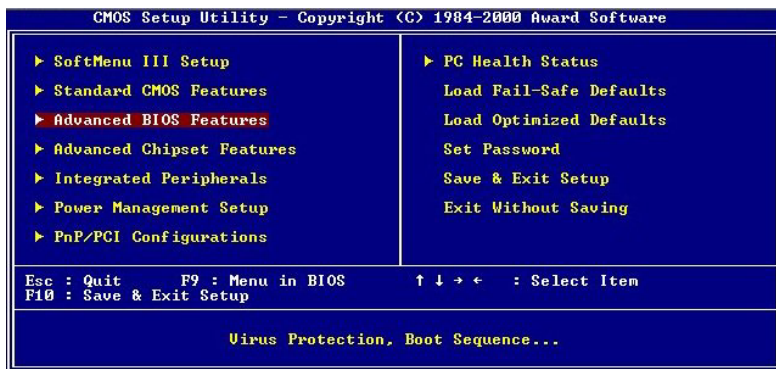 CMOS Setup Utility - Copyright (C) 1984-2000 Award Software
▶ SoftMenu III Setup
▶ Standard CMOS Features
▶ Advanced BIOS Features
▶ Advanced Chipset Features
▶ Integrated Peripherals
▶ Power Management Setup
▶ PnP/PCI Configurations
▶ PC Health Status
Load Fail-Safe Defaults
Load Optimized Defaults
Set Password
Save & Exit Setup
Exit Without Saving
Esc : Quit F9 : Menu in BIOS ↑ ↓ → ← : Select Item
F10 : Save & Exit Setup
Virus Protection, Boot Sequence...